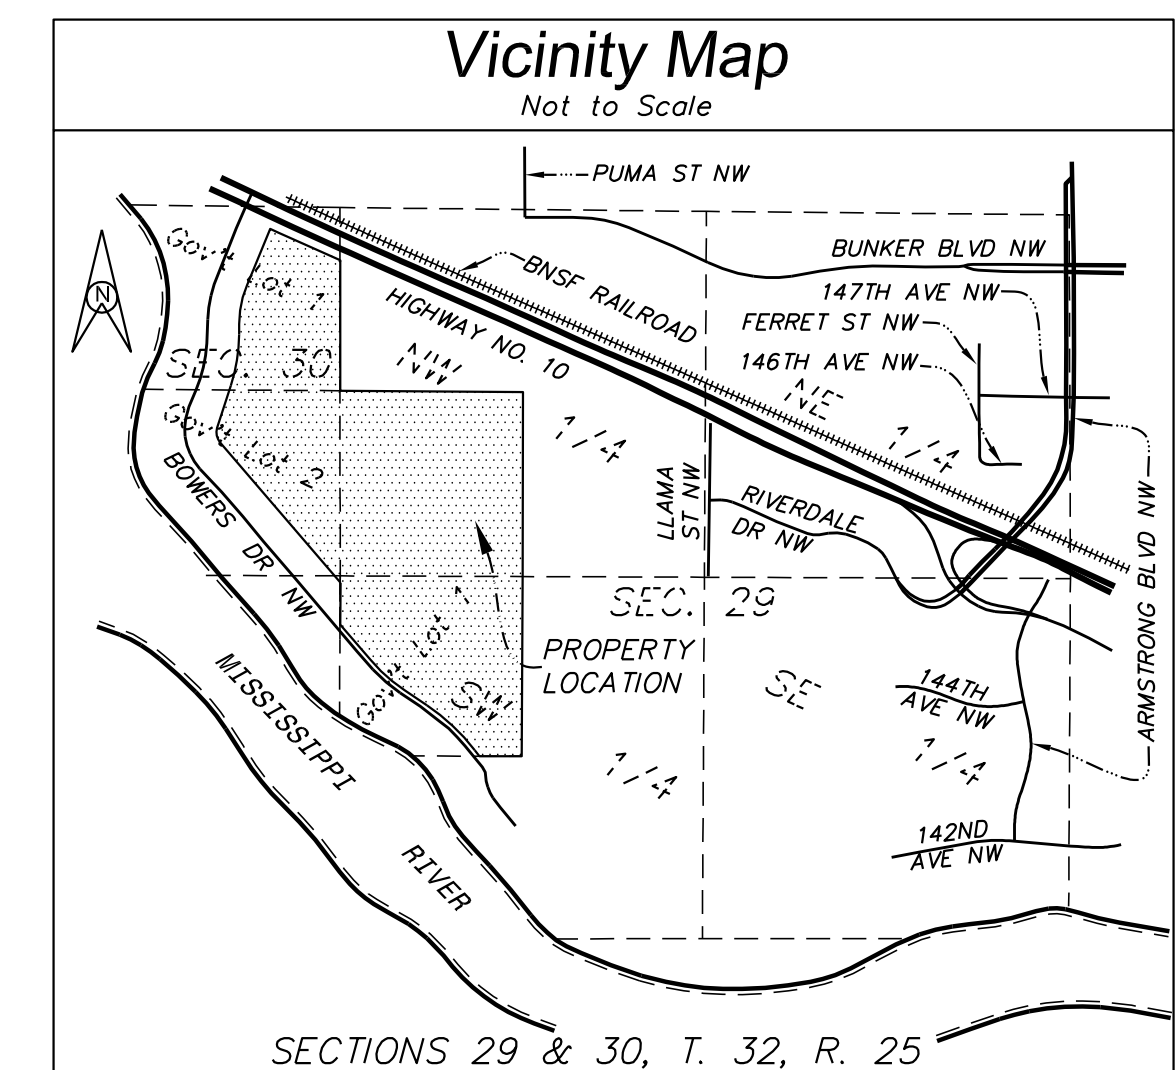 Vicinity Map
Not to Scale
PUMA ST NW
BUNKER BLVD NW
BNSF RAILROAD
147TH AVE NW
FERRET ST NW
146TH AVE NW
HIGHWAY NO. 10
Gov't Lot 1
N
SEC. 30
NW
1/4
NE
1/4
Gov't Lot 2
BOWERS DR NW
LLAMA
ST NW
RIVERDALE
DR NW
ARMSTRONG BLVD NW
SEC. 29
Gov't Lot 1
PROPERTY
LOCATION
SW
1/4
SE
1/4
144TH
AVE NW
MISSISSIPPI
RIVER
142ND
AVE NW
SECTIONS 29 & 30, T. 32, R. 25